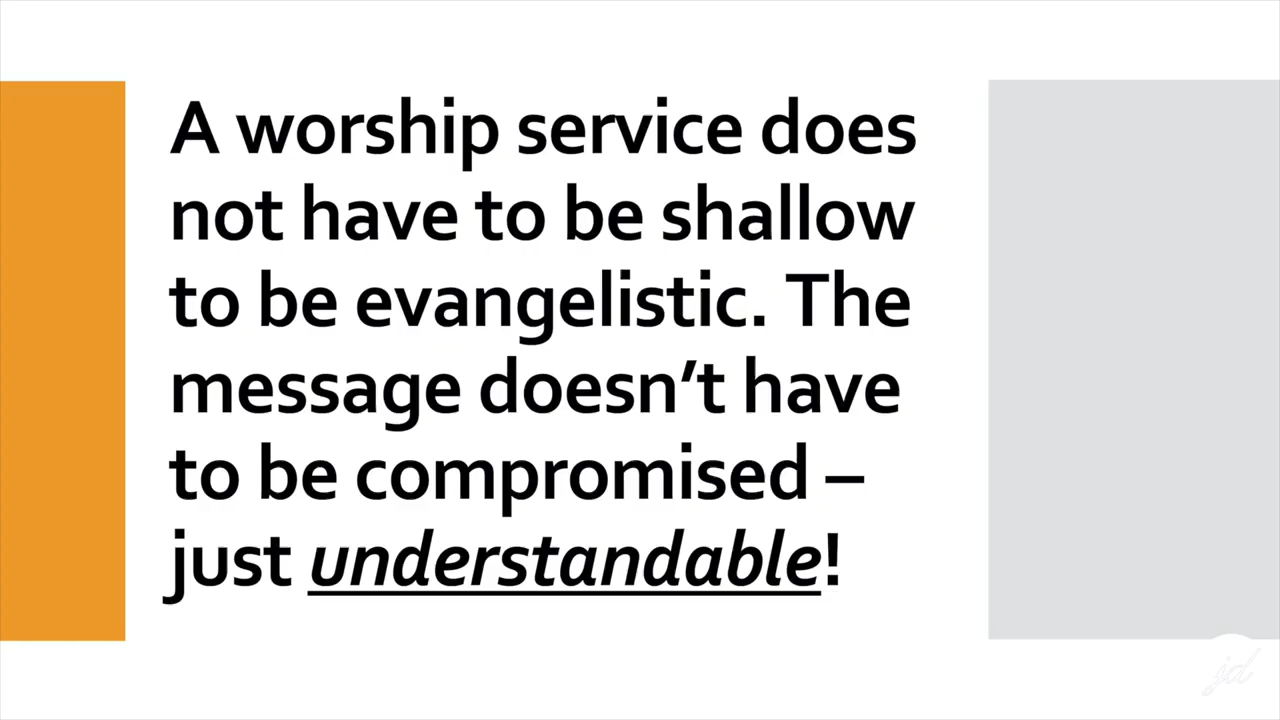 A worship service does
not have to be shallow
to be evangelistic. The
message doesn’t have
to be compromised –
just understandable!
jd